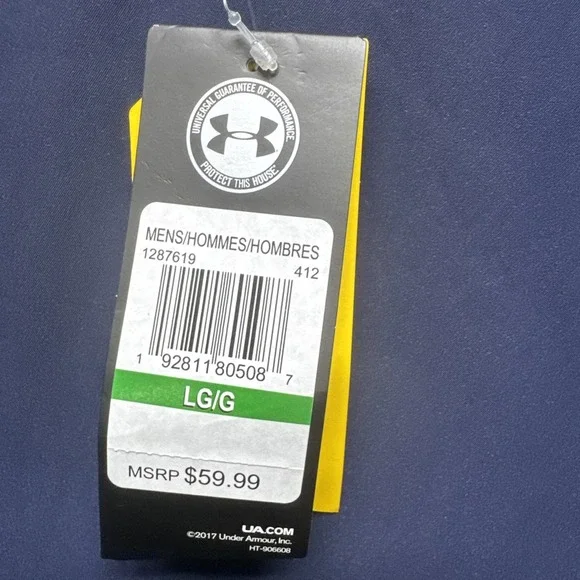 UNIVERSAL GUARANTEE OF PERFORMANCE
PROTECT THIS HOUSE
MENS/HOMMES/HOMBRES
1287619 412
1 92811 80508 7
LG/G
MSRP $59.99
UA.COM
©2017 Under Armour, Inc.
HT-906608